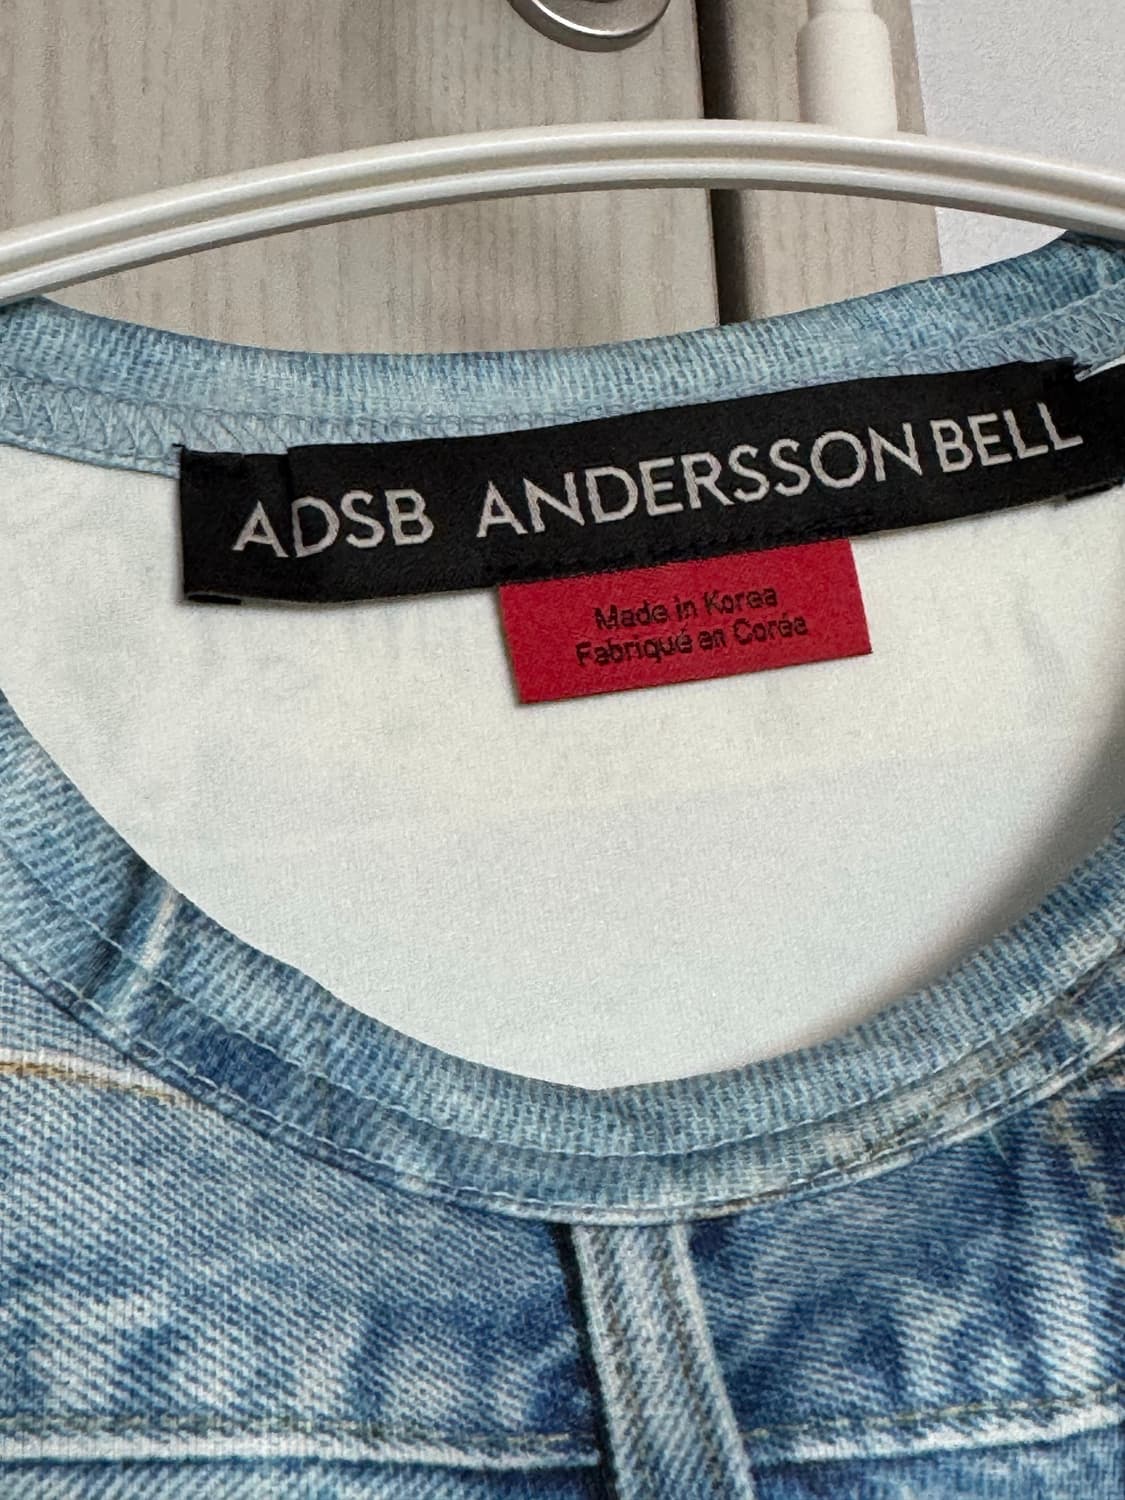 ADSB ANDERSSON BELL
Made in Korea
Fabriqué en Corée